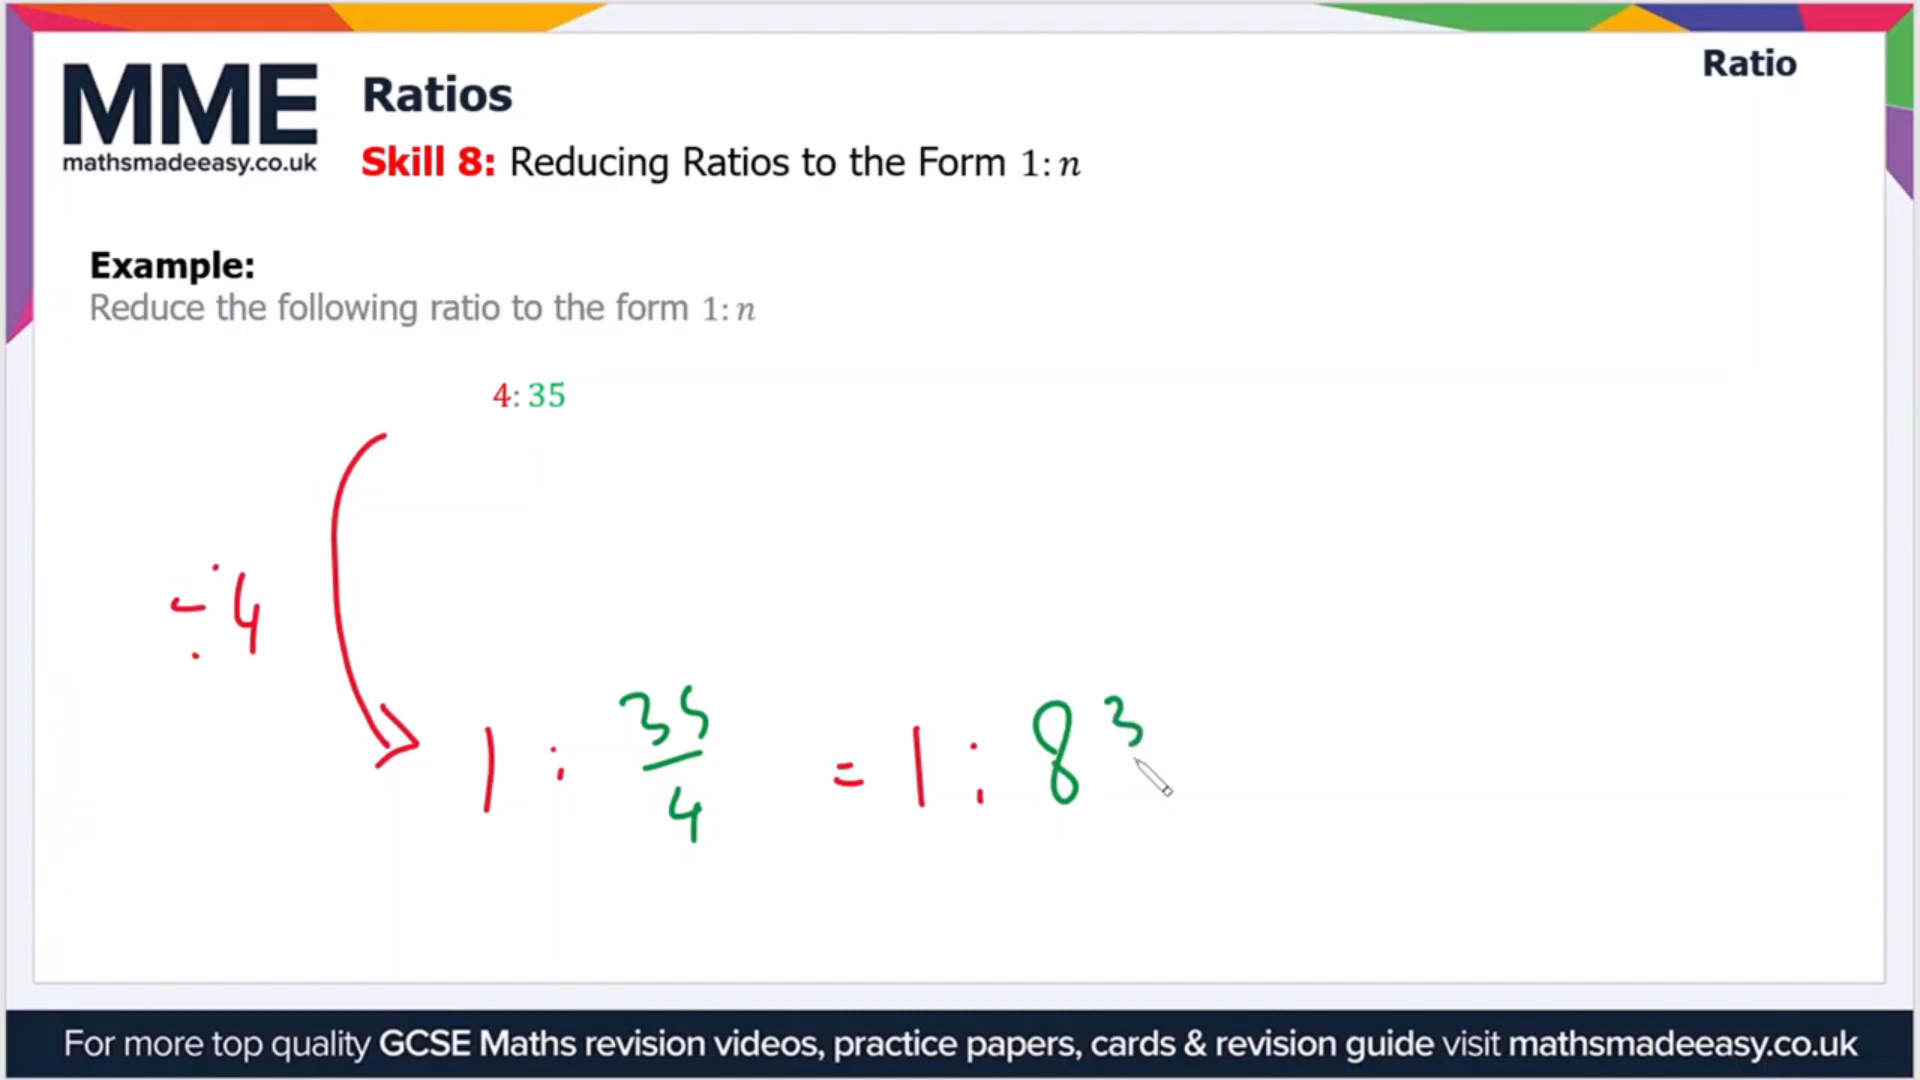 Ratio
MME
mathsmadeeasy.co.uk
Ratios
Skill 8: Reducing Ratios to the Form 1:n
Example:
Reduce the following ratio to the form 1:n
4:35
÷4
1 : 35/4 = 1 : 8 3
For more top quality GCSE Maths revision videos, practice papers, cards & revision guide visit mathsmadeeasy.co.uk